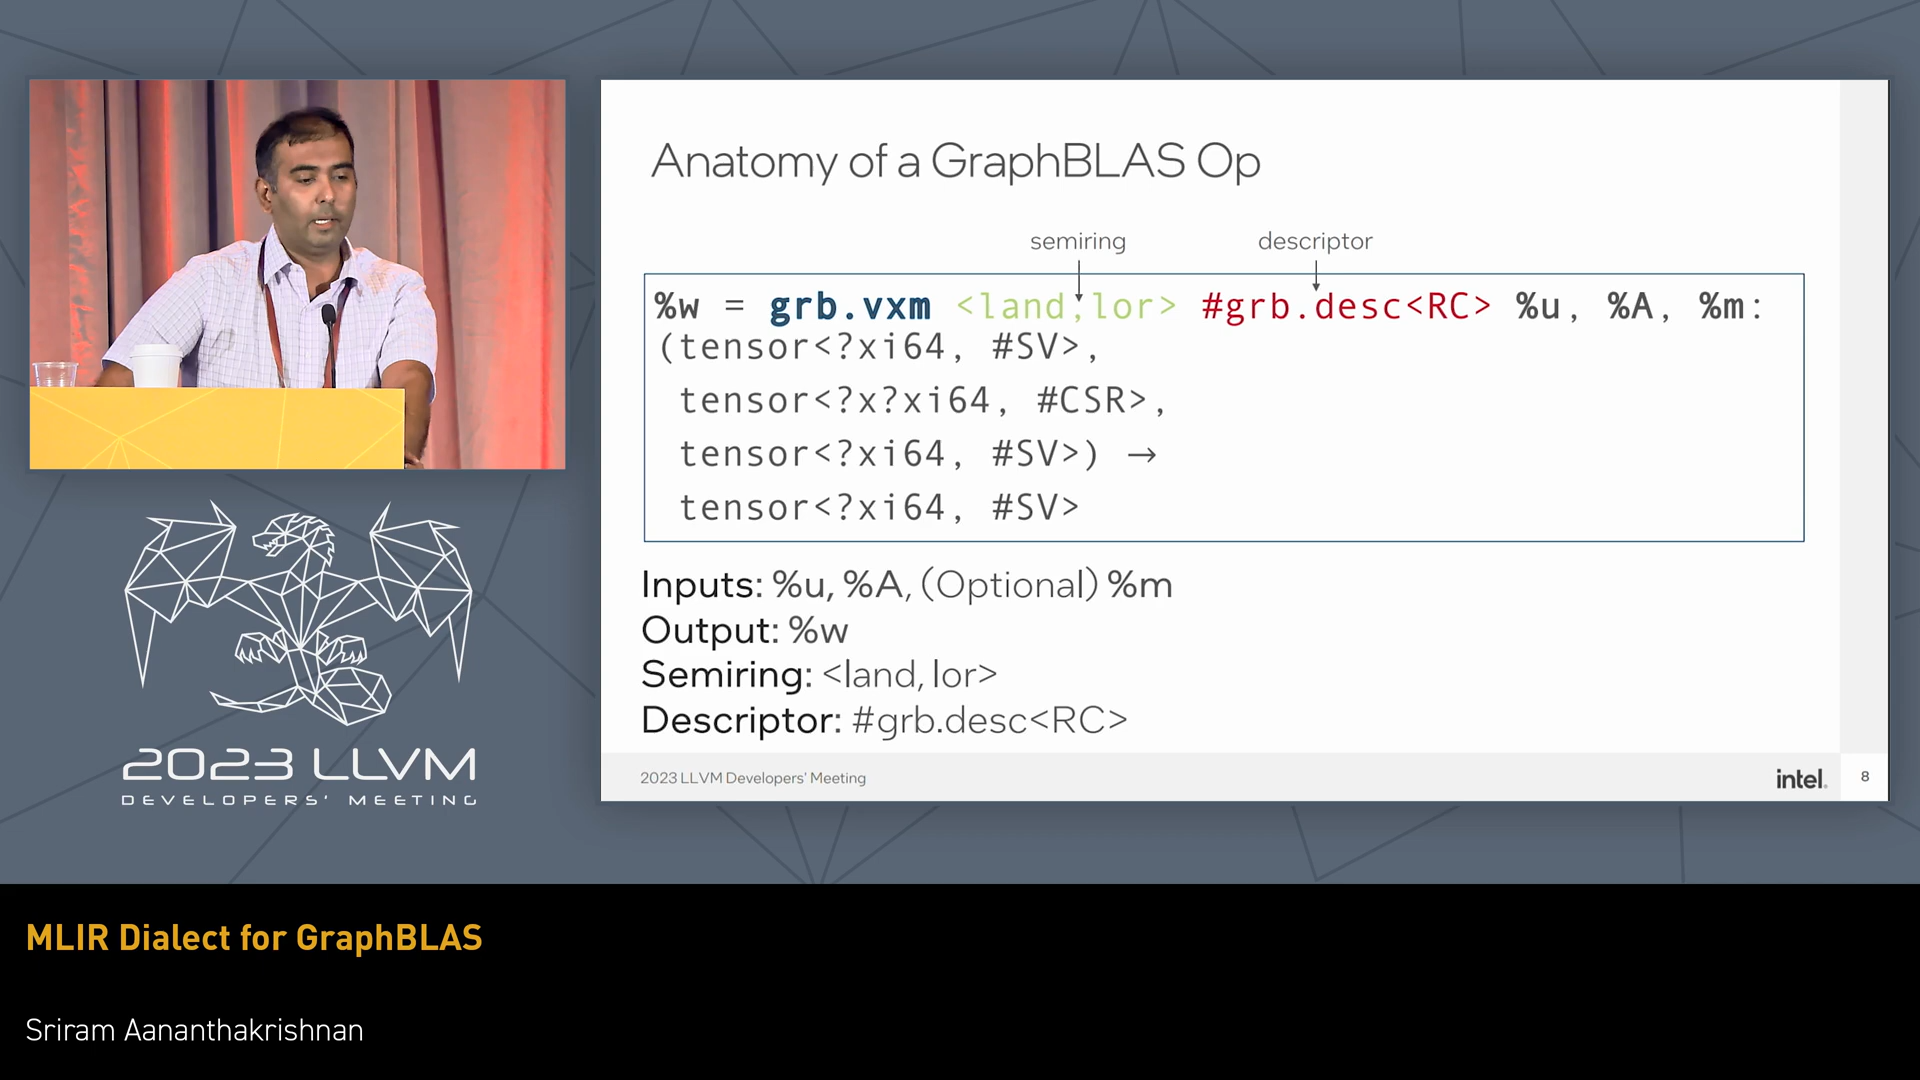 Anatomy of a GraphBLAS Op
semiring
descriptor
%w = grb.vxm <land,lor> #grb.desc<RC> %u, %A, %m:
(tensor<?xi64, #SV>,
tensor<?x?xi64, #CSR>,
tensor<?xi64, #SV>) →
tensor<?xi64, #SV>
Inputs: %u, %A, (Optional) %m
Output: %w
Semiring: <land, lor>
Descriptor: #grb.desc<RC>
2023 LLVM Developers' Meeting
intel.
8
2023 LLVM
DEVELOPERS' MEETING
MLIR Dialect for GraphBLAS
Sriram Aananthakrishnan